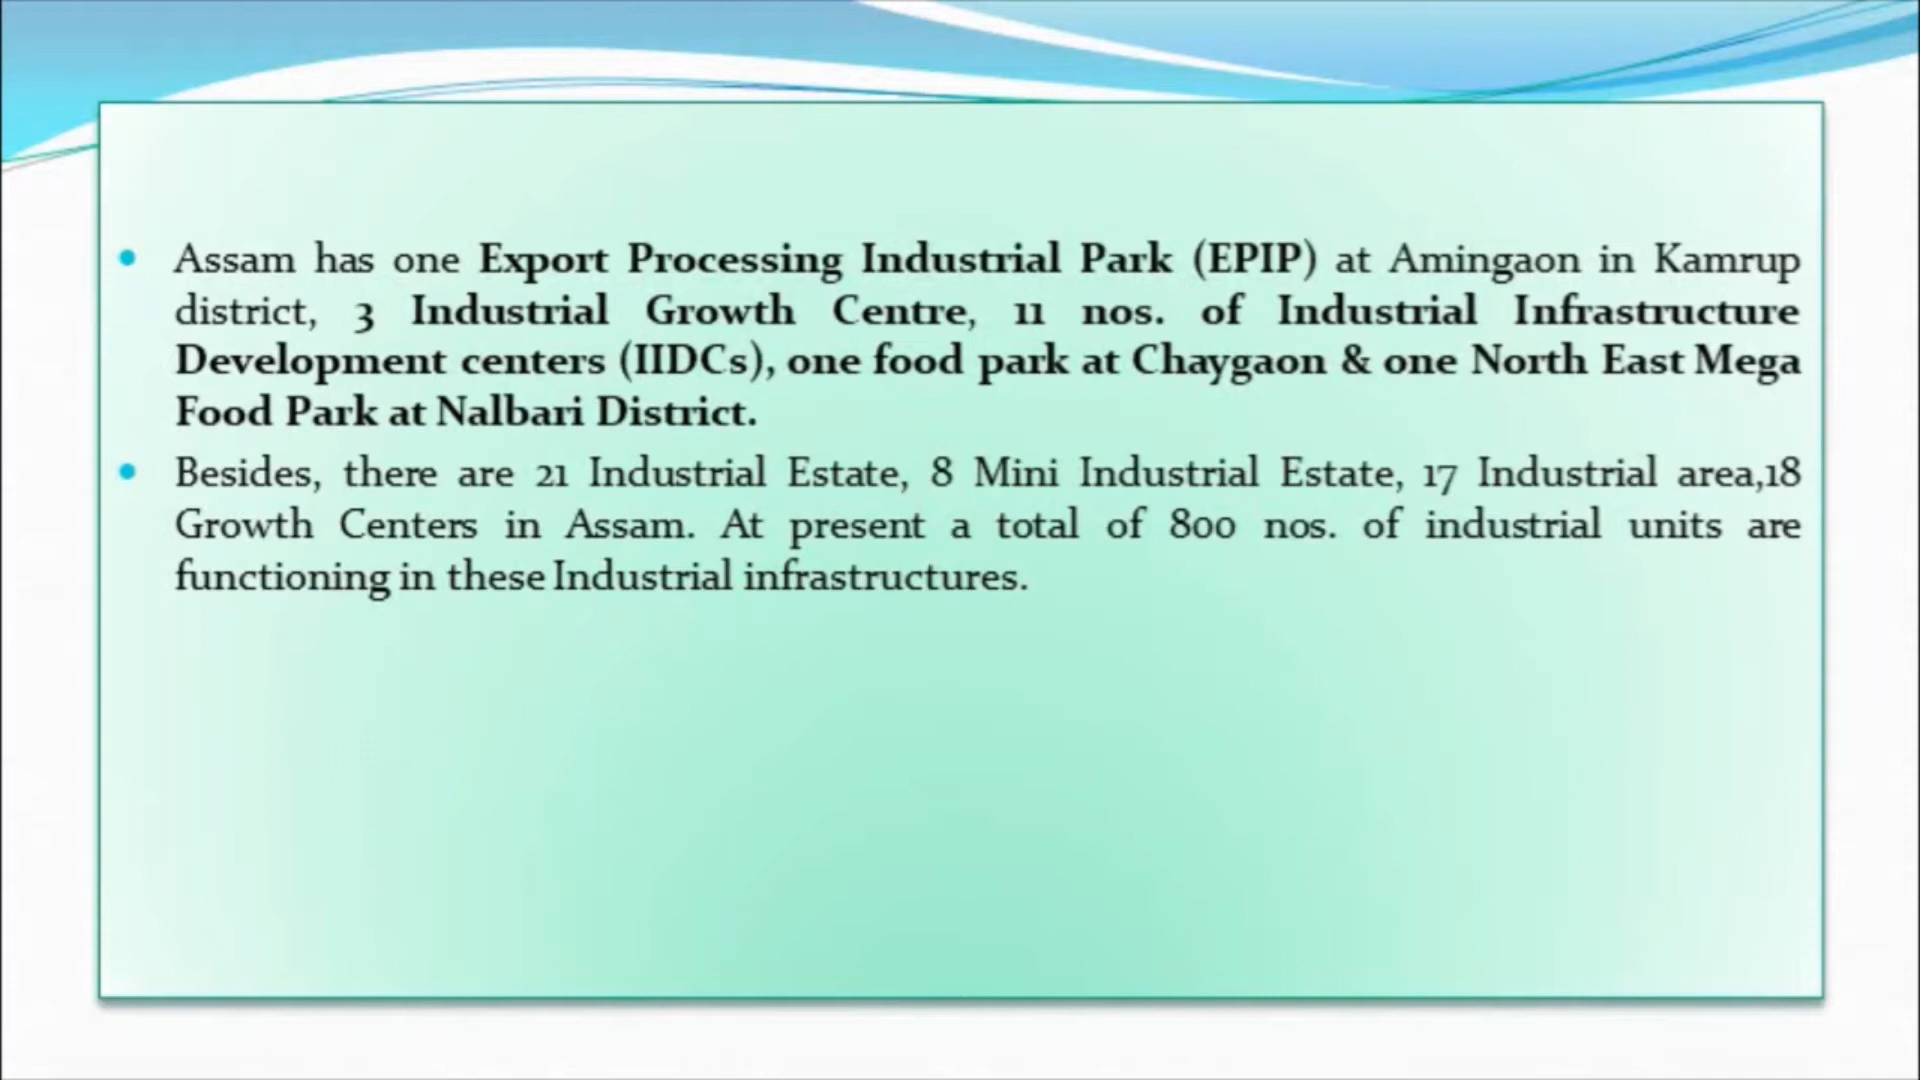 Assam has one Export Processing Industrial Park (EPIP) at Amingaon in Kamrup
district, 3 Industrial Growth Centre, 11 nos. of Industrial Infrastructure
Development centers (IIDCs), one food park at Chaygaon & one North East Mega
Food Park at Nalbari District.
Besides, there are 21 Industrial Estate, 8 Mini Industrial Estate, 17 Industrial area,18
Growth Centers in Assam. At present a total of 800 nos. of industrial units are
functioning in these Industrial infrastructures.